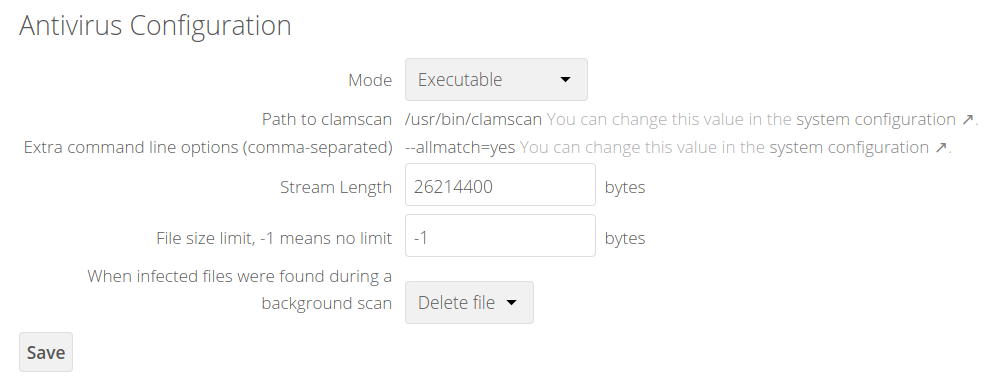 Antivirus Configuration
Mode Executable
Path to clamscan /usr/bin/clamscan You can change this value in the system configuration ↗.
Extra command line options (comma-separated) --allmatch=yes You can change this value in the system configuration ↗.
Stream Length 26214400 bytes
File size limit, -1 means no limit -1 bytes
When infected files were found during a
background scan Delete file
Save